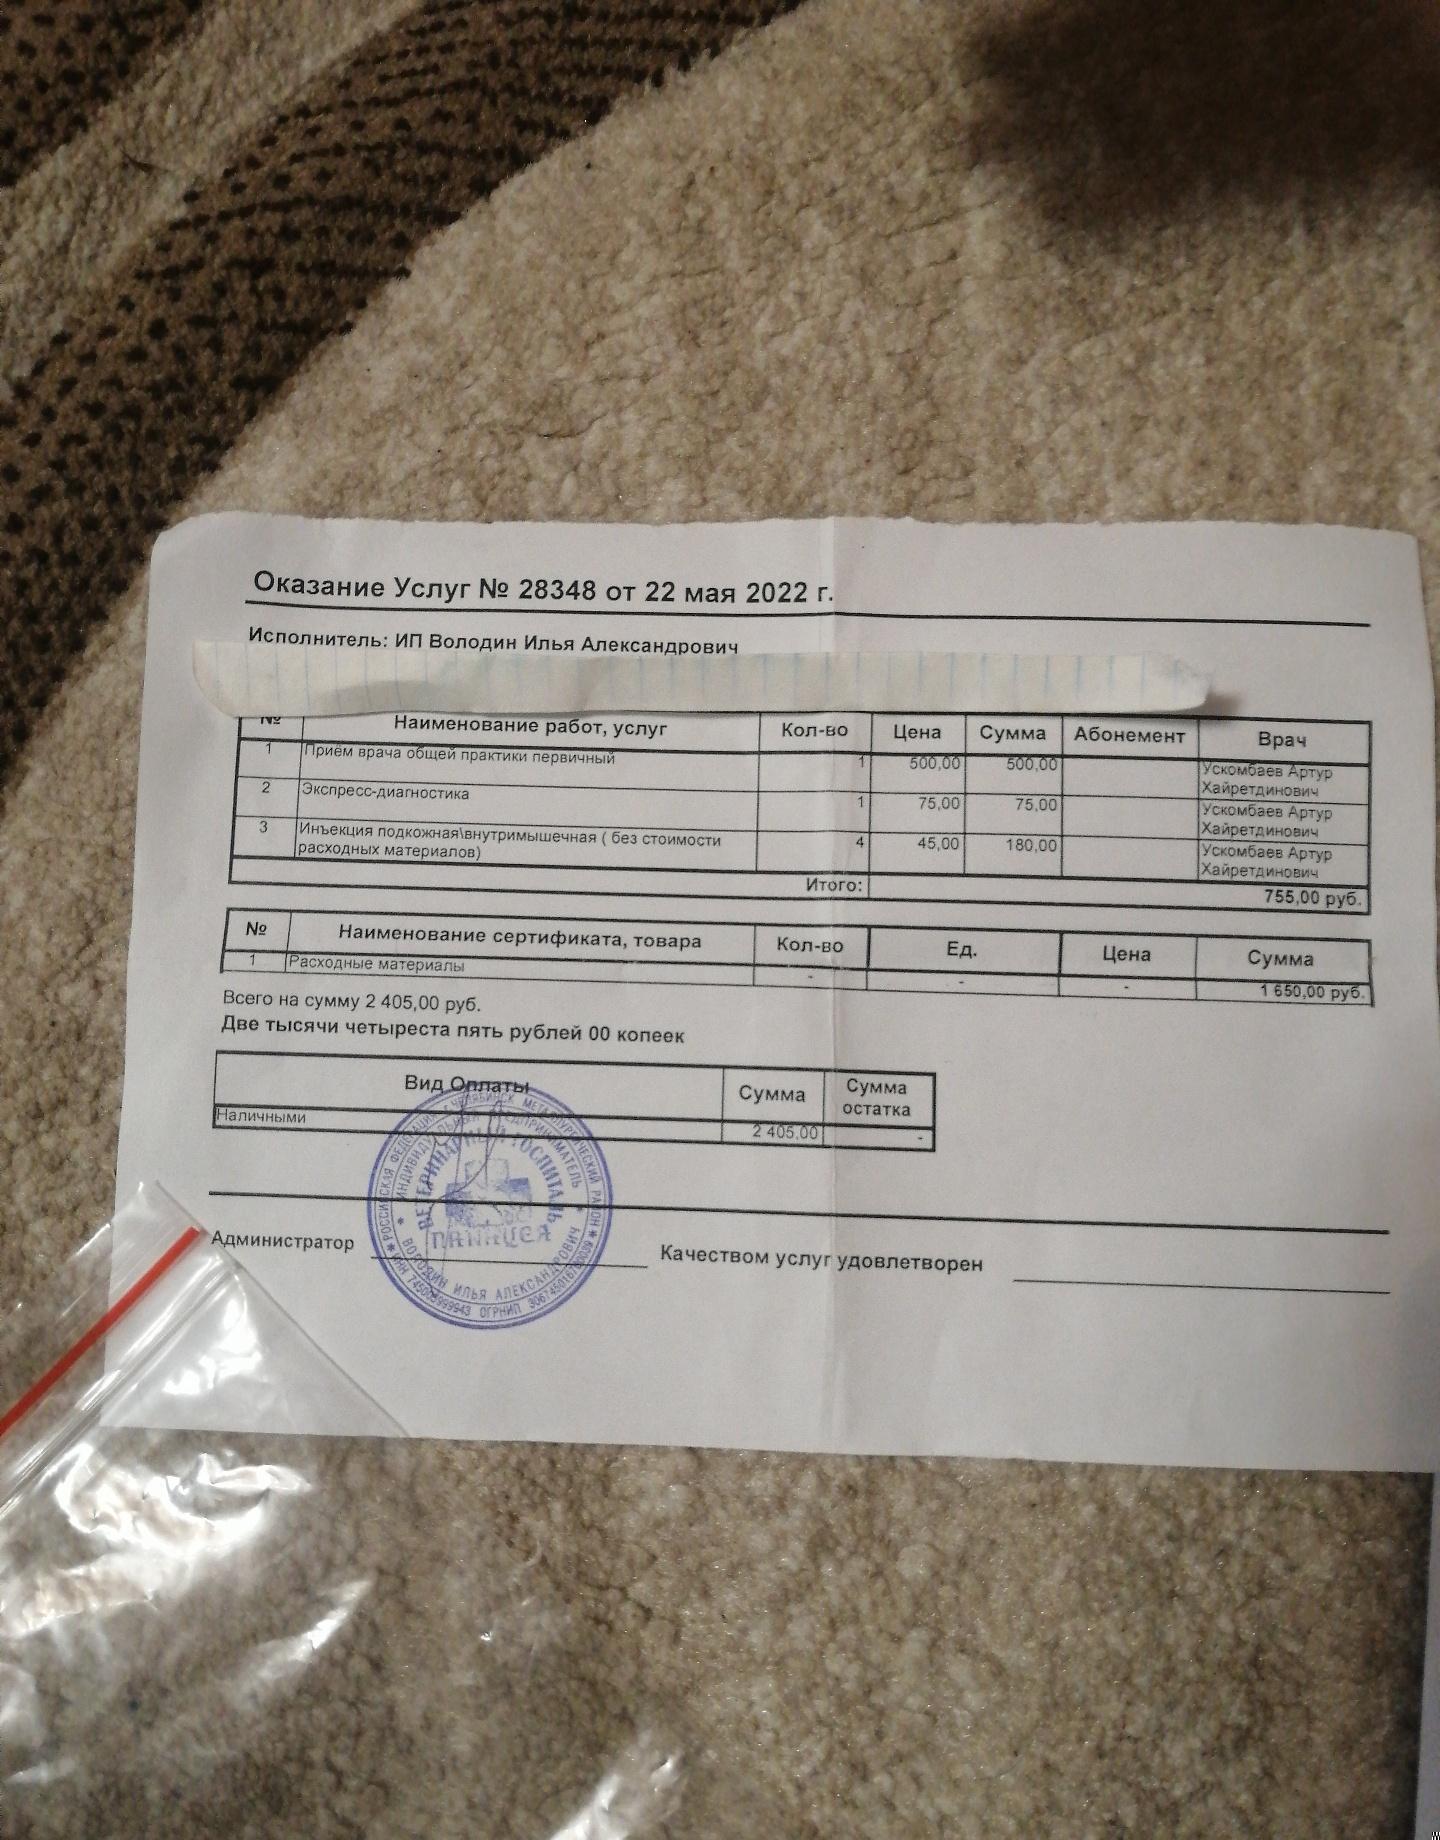 Оказание Услуг № 28348 от 22 мая 2022 г.
Исполнитель: ИП Володин Илья Александрович
№ Наименование работ, услуг Кол-во Цена Сумма Абонемент Врач
1 Приём врача общей практики первичный 1 500,00 500,00 Ускомбаев Артур
Хайретдинович
2 Экспресс-диагностика 1 75,00 75,00 Ускомбаев Артур
Хайретдинович
3 Инъекция подкожная\внутримышечная ( без стоимости 4 45,00 180,00 Ускомбаев Артур
расходных материалов) Хайретдинович
Итого: 755,00 руб.
№ Наименование сертификата, товара Кол-во Ед. Цена Сумма
1 Расходные материалы - - - 1 650,00 руб.
Всего на сумму 2 405,00 руб.
Две тысячи четыреста пять рублей 00 копеек
Вид Оплаты Сумма Сумма
остатка
Наличными 2 405,00 -
РОССИЙСКАЯ ФЕДЕРАЦИЯ Г.ЧЕЛЯБИНСК МЕТАЛЛУРГИЧЕСКИЙ РАЙОН
ИНДИВИДУАЛЬНЫЙ ПРЕДПРИНИМАТЕЛЬ
ВЕТЕРИНАРНЫЙ ГОСПИТАЛЬ
ПАНАЦЕЯ
ВОЛОДИН ИЛЬЯ АЛЕКСАНДРОВИЧ
ИНН ОГРНИП
Администратор Качеством услуг удовлетворен